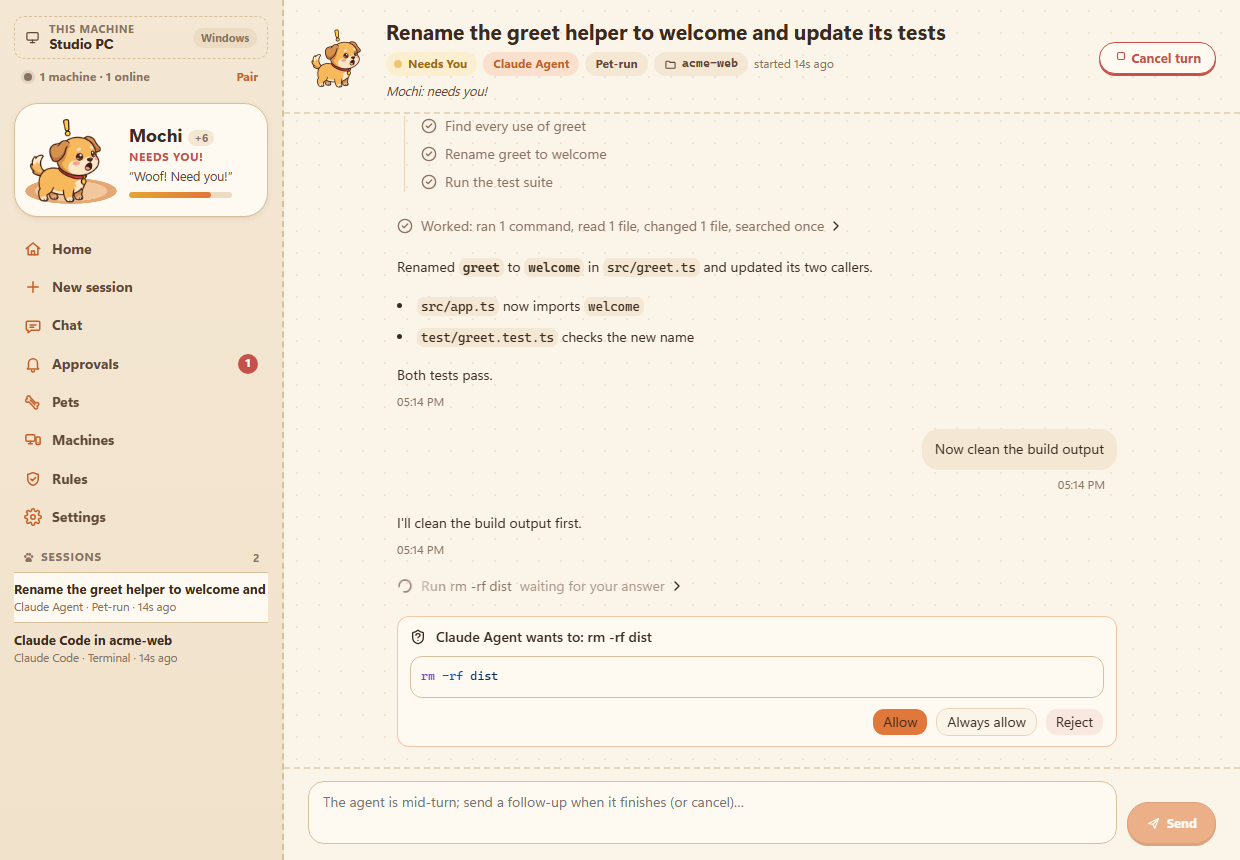 THIS MACHINE
Studio PC
Windows
1 machine · 1 online
Pair
Mochi +6
NEEDS YOU!
“Woof! Need you!”
Home
New session
Chat
Approvals 1
Pets
Machines
Rules
Settings
SESSIONS 2
Rename the greet helper to welcome and
Claude Agent · Pet-run · 14s ago
Claude Code in acme-web
Claude Code · Terminal · 14s ago
Rename the greet helper to welcome and update its tests
Needs You Claude Agent Pet-run acme-web started 14s ago
Mochi: needs you!
Cancel turn
Find every use of greet
Rename greet to welcome
Run the test suite
Worked: ran 1 command, read 1 file, changed 1 file, searched once
Renamed greet to welcome in src/greet.ts and updated its two callers.
• src/app.ts now imports welcome
• test/greet.test.ts checks the new name
Both tests pass.
05:14 PM
Now clean the build output
05:14 PM
I'll clean the build output first.
05:14 PM
Run rm -rf dist waiting for your answer
Claude Agent wants to: rm -rf dist
rm -rf dist
Allow Always allow Reject
The agent is mid-turn; send a follow-up when it finishes (or cancel)...
Send